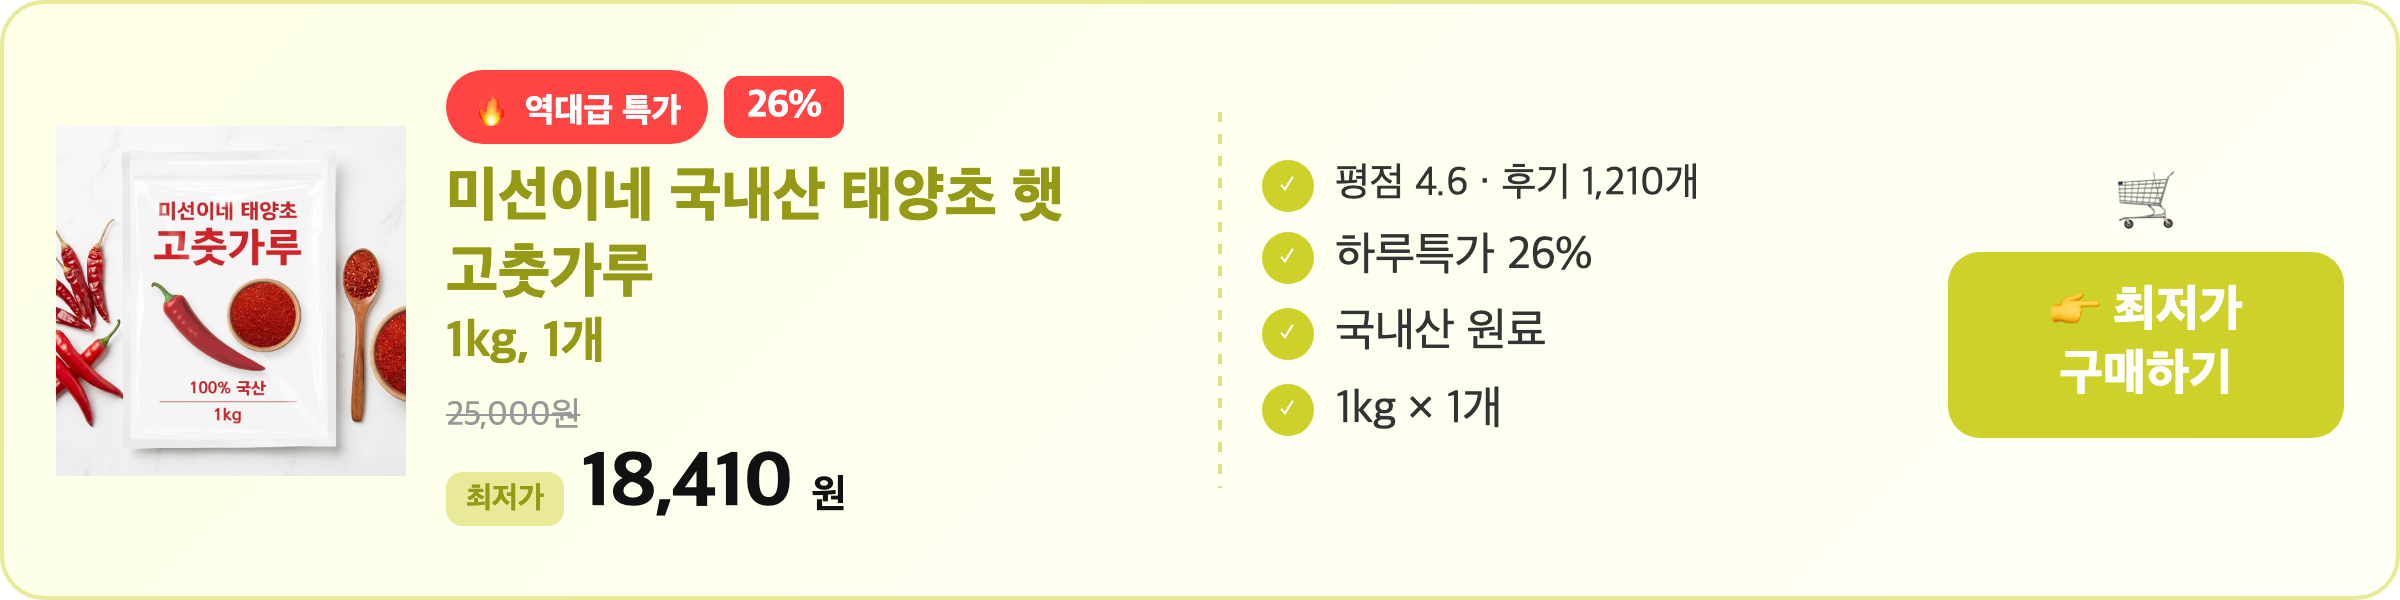 역대급 특가
26%
미선이네 국내산 태양초 햇
고춧가루
1kg, 1개
25,000원
최저가 18,410 원
미선이네 태양초
고춧가루
100% 국산
1kg
✓ 평점 4.6 · 후기 1,210개
✓ 하루특가 26%
✓ 국내산 원료
✓ 1kg × 1개
최저가
구매하기